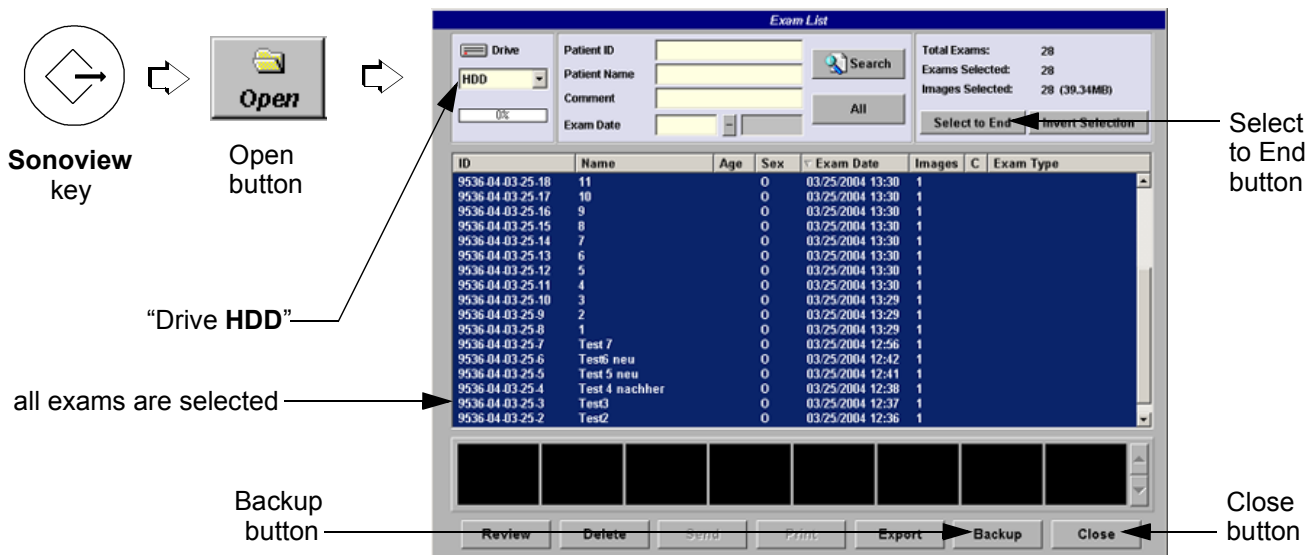 Exam List
Drive
HDD
0%
Patient ID
Patient Name
Comment
Exam Date
–
Search
All
Total Exams: 28
Exams Selected: 28
Images Selected: 28 (39.34MB)
Select to End
Invert Selection
Open
Sonoview
key
Open
button
Select
to End
button
ID Name Age Sex Exam Date Images C Exam Type
9536-04-03-25-18 11 O 03/25/2004 13:30 1
9536-04-03-25-17 10 O 03/25/2004 13:30 1
9536-04-03-25-16 9 O 03/25/2004 13:30 1
9536-04-03-25-15 8 O 03/25/2004 13:30 1
9536-04-03-25-14 7 O 03/25/2004 13:30 1
9536-04-03-25-13 6 O 03/25/2004 13:30 1
9536-04-03-25-12 5 O 03/25/2004 13:30 1
9536-04-03-25-11 4 O 03/25/2004 13:30 1
9536-04-03-25-10 3 O 03/25/2004 13:29 1
9536-04-03-25-9 2 O 03/25/2004 13:29 1
9536-04-03-25-8 1 O 03/25/2004 13:29 1
9536-04-03-25-7 Test 7 O 03/25/2004 12:56 1
9536-04-03-25-6 Test6 neu O 03/25/2004 12:42 1
9536-04-03-25-5 Test 5 neu O 03/25/2004 12:41 1
9536-04-03-25-4 Test 4 nachher O 03/25/2004 12:38 1
9536-04-03-25-3 Test3 O 03/25/2004 12:37 1
9536-04-03-25-2 Test2 O 03/25/2004 12:36 1
“Drive HDD”
all exams are selected
Backup
button
Review Delete Send Print Export Backup Close
Close
button